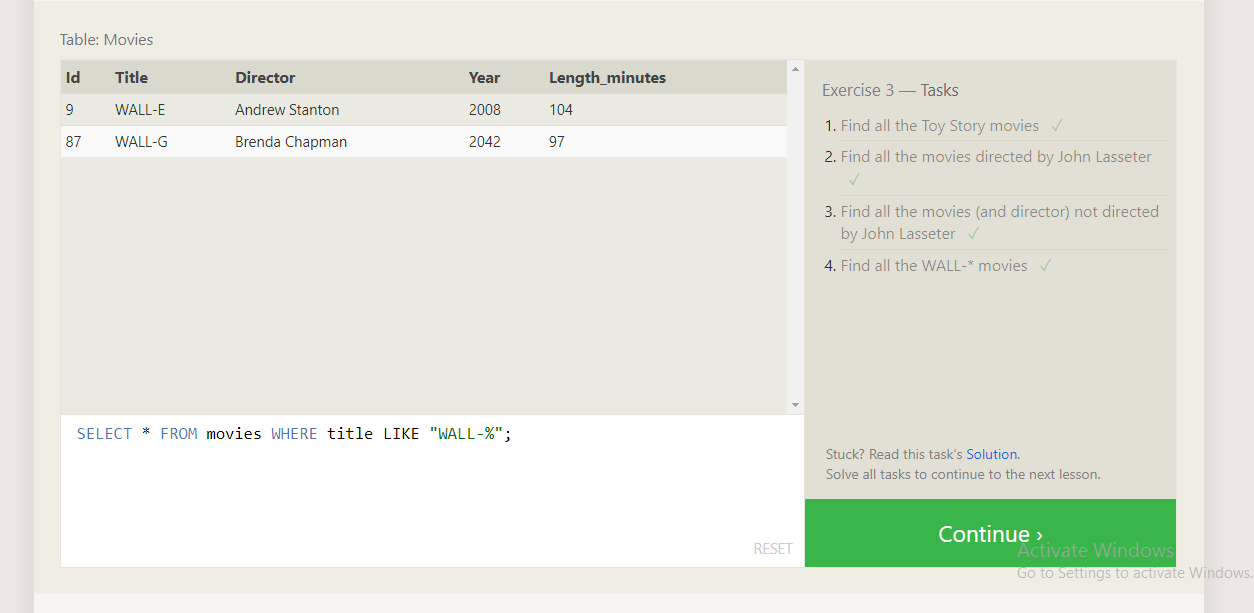 Table: Movies
Id Title Director Year Length_minutes
9 WALL-E Andrew Stanton 2008 104
87 WALL-G Brenda Chapman 2042 97
SELECT * FROM movies WHERE title LIKE "WALL-%";
RESET
Exercise 3 — Tasks
1. Find all the Toy Story movies ✓
2. Find all the movies directed by John Lasseter
✓
3. Find all the movies (and director) not directed
by John Lasseter ✓
4. Find all the WALL-* movies ✓
Stuck? Read this task's Solution.
Solve all tasks to continue to the next lesson.
Continue ›
Activate Windows
Go to Settings to activate Windows.